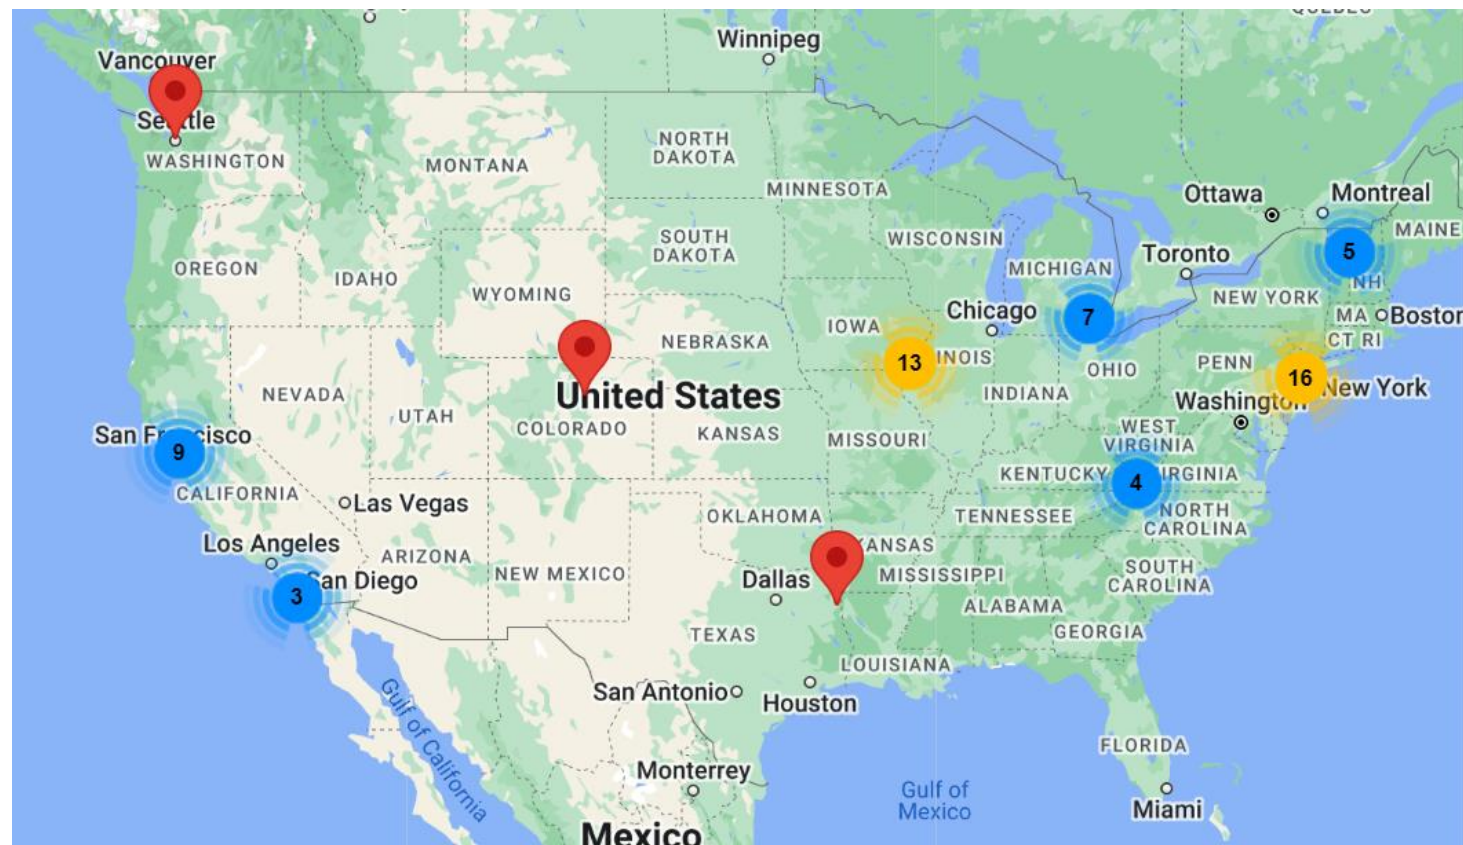 QUEBEC
Winnipeg
Vancouver
Seattle
WASHINGTON
MONTANA
NORTH
DAKOTA
MINNESOTA
Ottawa
Montreal
MAINE
OREGON
IDAHO
WYOMING
SOUTH
DAKOTA
WISCONSIN
MICHIGAN
Toronto
5
NH
NEW YORK
Chicago
7
MA
Boston
IOWA
NEBRASKA
CT RI
13
INOIS
OHIO
PENN
16
New York
NEVADA
UTAH
United States
COLORADO
KANSAS
MISSOURI
INDIANA
Washington
WEST
VIRGINIA
San Francisco
9
CALIFORNIA
Las Vegas
KENTUCKY
4
IRGINIA
OKLAHOMA
TENNESSEE
NORTH
CAROLINA
Los Angeles
ARIZONA
NEW MEXICO
KANSAS
San Diego
3
Dallas
MISSISSIPPI
SOUTH
CAROLINA
ALABAMA
GEORGIA
TEXAS
LOUISIANA
San Antonio
Houston
Gulf of California
FLORIDA
Monterrey
Gulf of
Mexico
Miami
Mexico